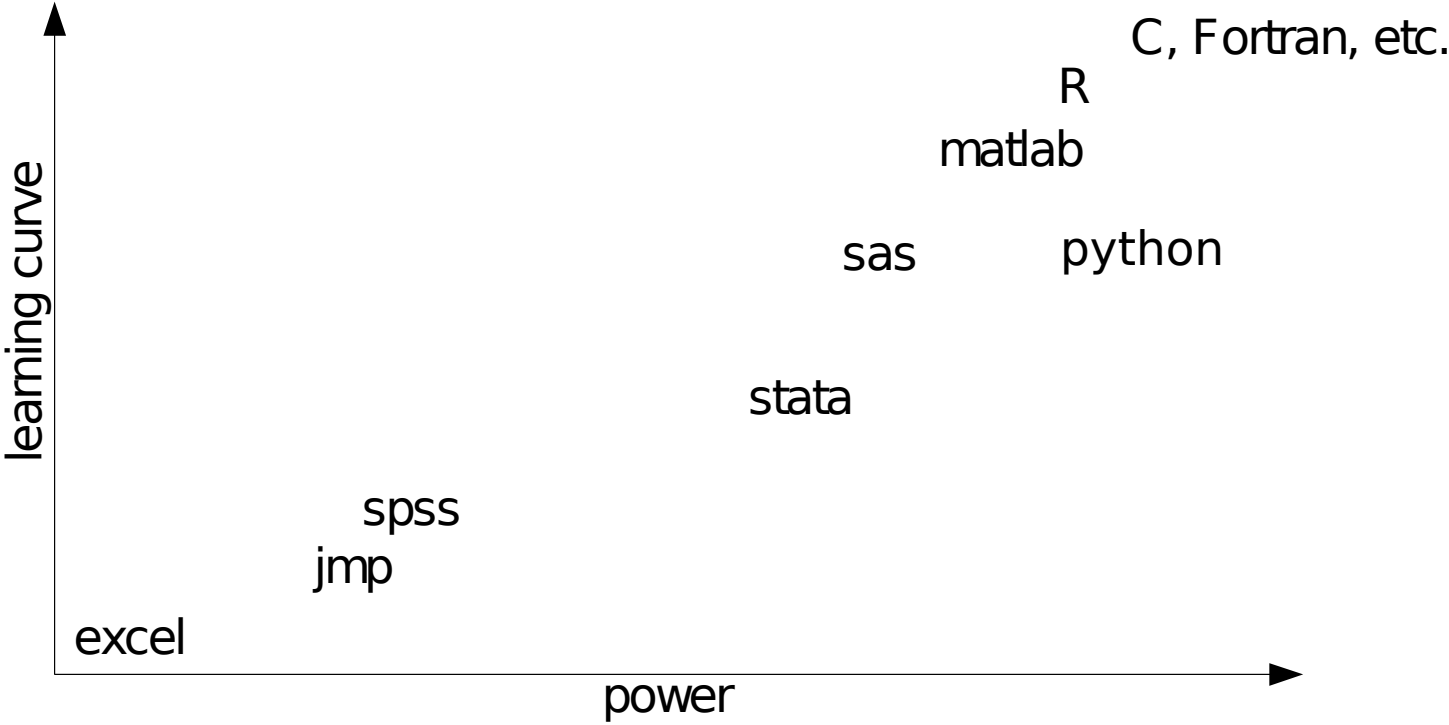 C, Fortran, etc.
R
matlab
sas
python
learning curve
stata
spss
jmp
excel
power